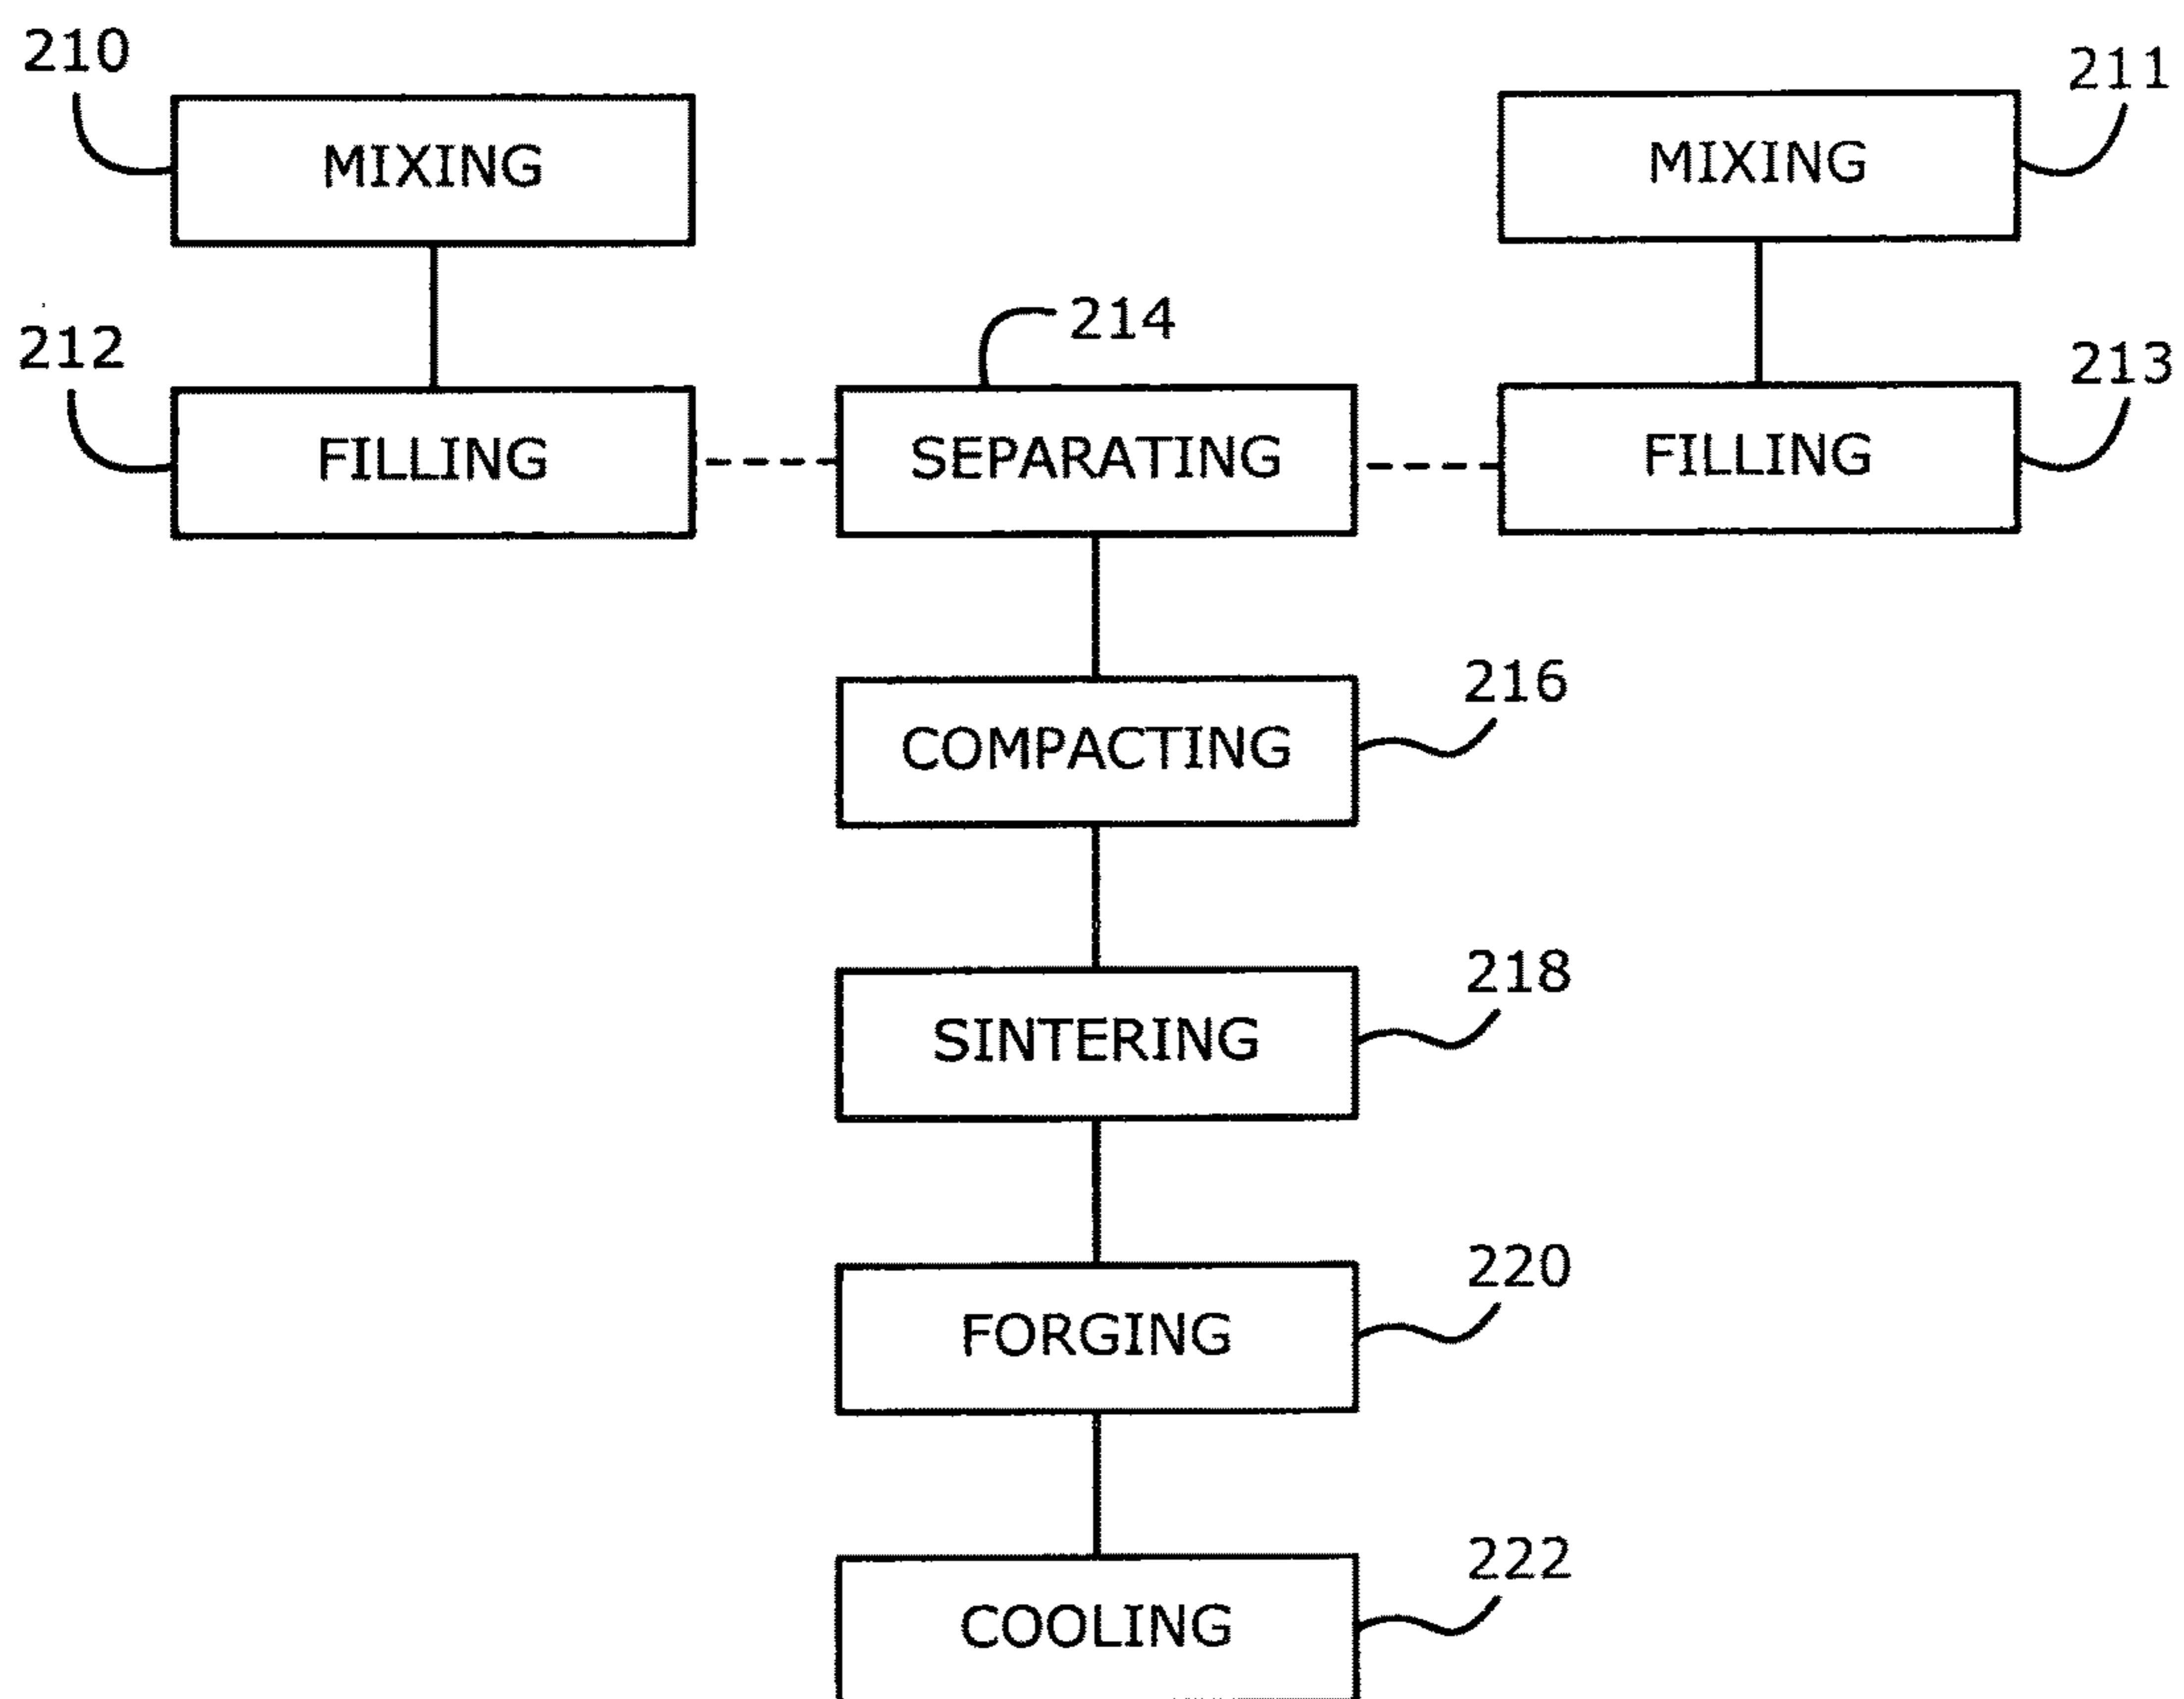 210
MIXING
211
MIXING
212
FILLING
214
SEPARATING
213
FILLING
216
COMPACTING
218
SINTERING
220
FORGING
222
COOLING